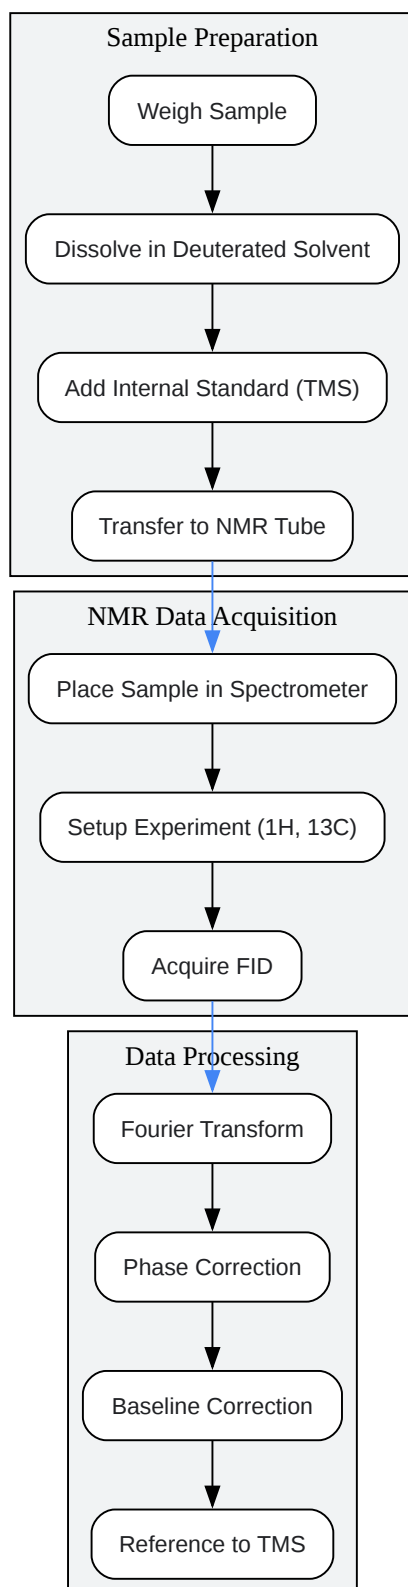 Sample Preparation
Weigh Sample
Dissolve in Deuterated Solvent
Add Internal Standard (TMS)
Transfer to NMR Tube
NMR Data Acquisition
Place Sample in Spectrometer
Setup Experiment (1H, 13C)
Acquire FID
Data Processing
Fourier Transform
Phase Correction
Baseline Correction
Reference to TMS